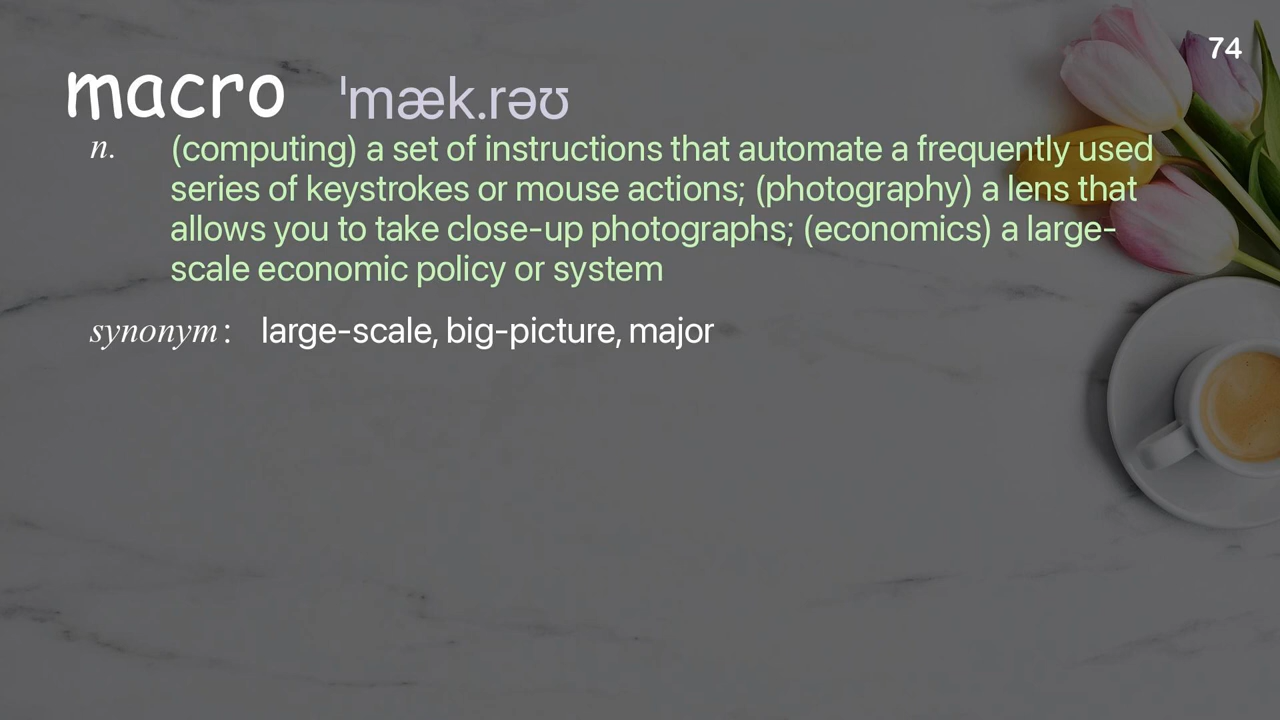 74
macro ˈmæk.rəʊ
n. (computing) a set of instructions that automate a frequently used
series of keystrokes or mouse actions; (photography) a lens that
allows you to take close-up photographs; (economics) a large-
scale economic policy or system
synonym: large-scale, big-picture, major